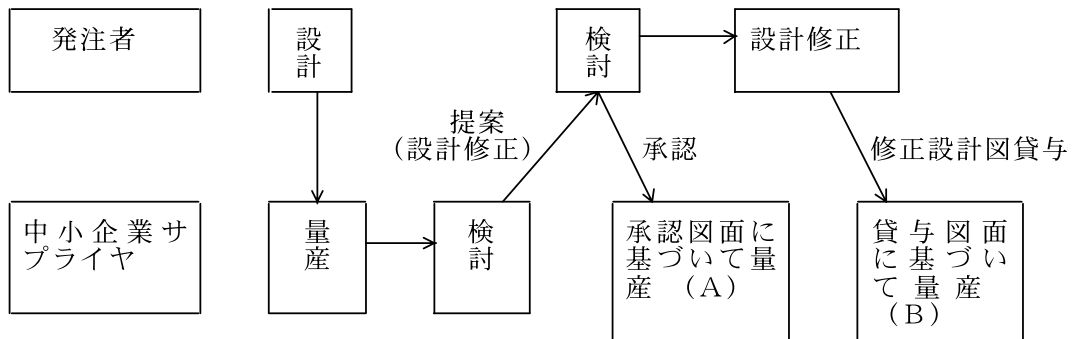 発注者
設
計
検
討
設計修正
提案
（設計修正）
承認
修正設計図貸与
中小企業サ
プライヤ
量
産
検
討
承認図面に
基づいて量
産（Ａ）
貸与図面
に基づい
て量産
（Ｂ）